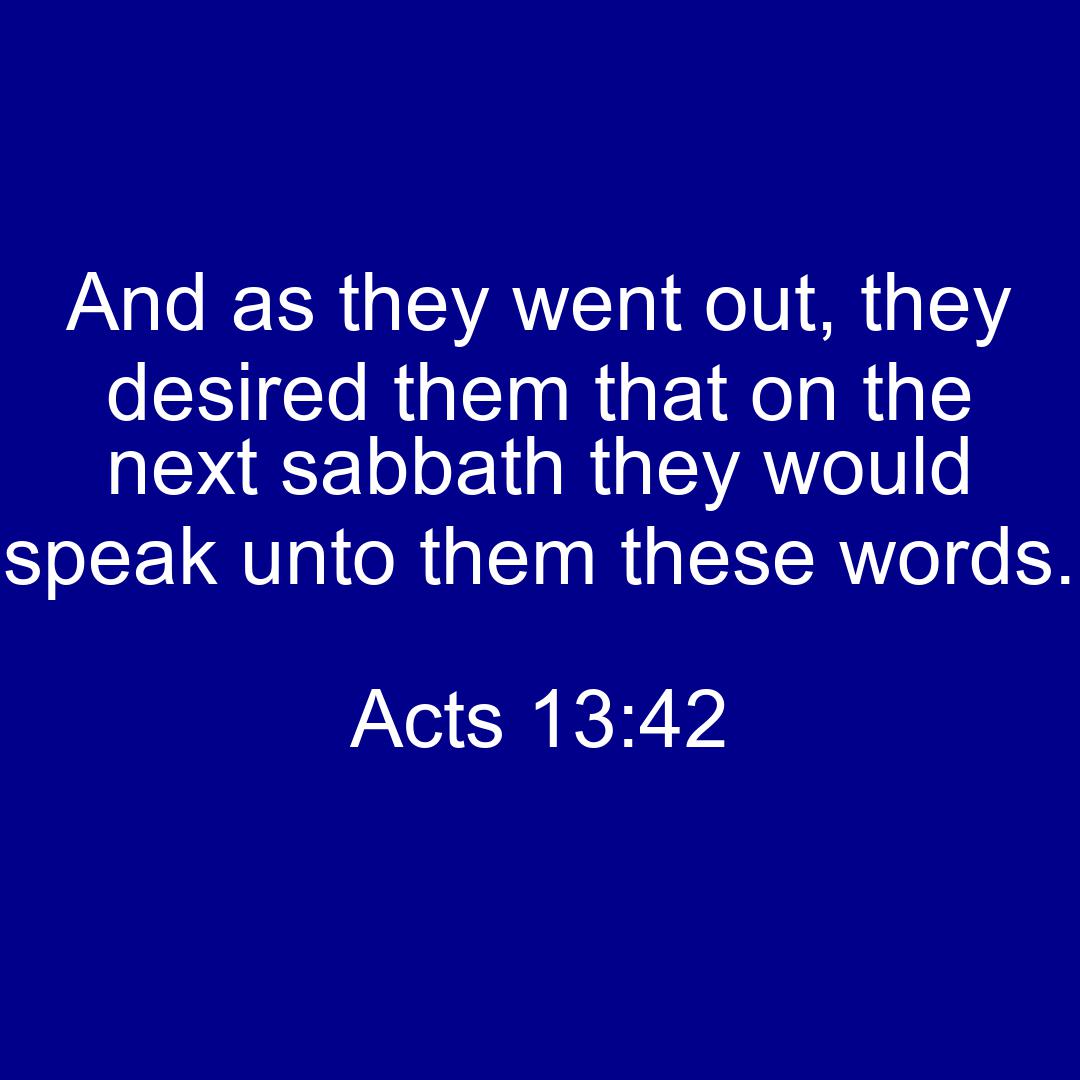 And as they went out, they
desired them that on the
next sabbath they would
speak unto them these words.
Acts 13:42